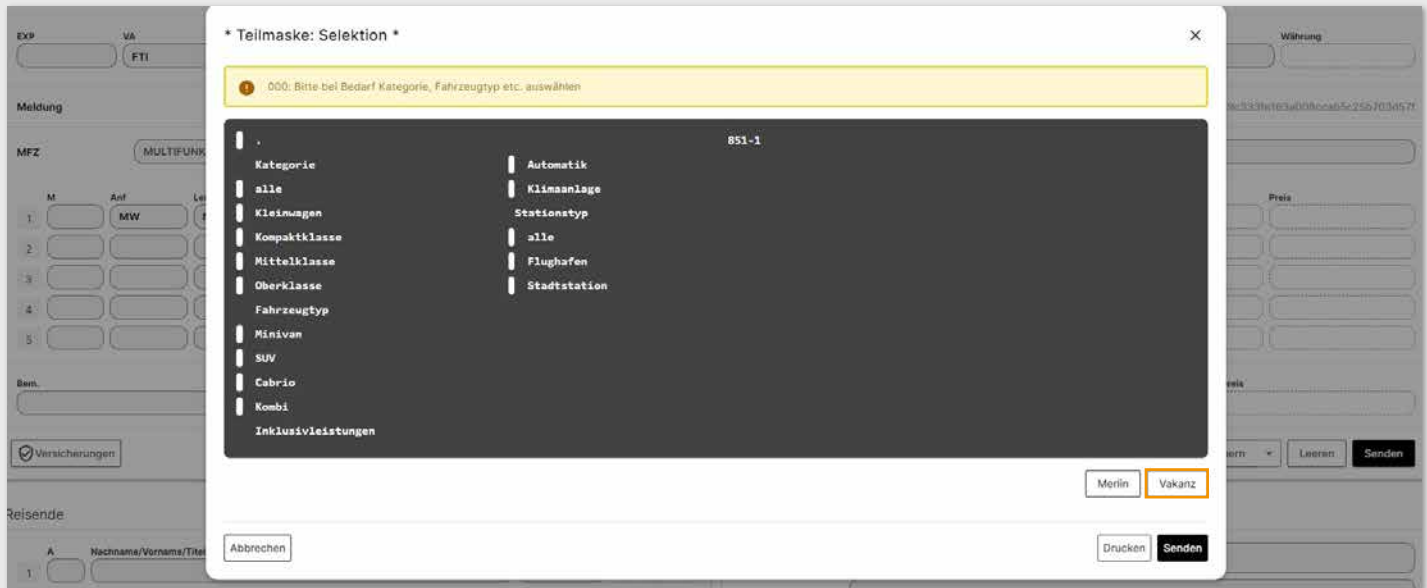 EXP
VA
FTI
Währung
* Teilmaske: Selektion *
000: Bitte bei Bedarf Kategorie, Fahrzeugtyp etc. auswählen
Meldung
MFZ
MULTIFUNK
. 851-1
Kategorie Automatik
alle Klimaanlage
Kleinwagen Stationstyp
Kompaktklasse alle
Mittelklasse Flughafen
Oberklasse Stadtstation
Fahrzeugtyp
Minivan
SUV
Cabrio
Kombi
Inklusivleistungen
M Anf Preis
1 MW
2
3
4
5
Bem.
Versicherungen
Leeren
Senden
Merlin
Vakanz
Reisende
Abbrechen
Drucken
Senden
A Nachname/Vorname/Titel
1